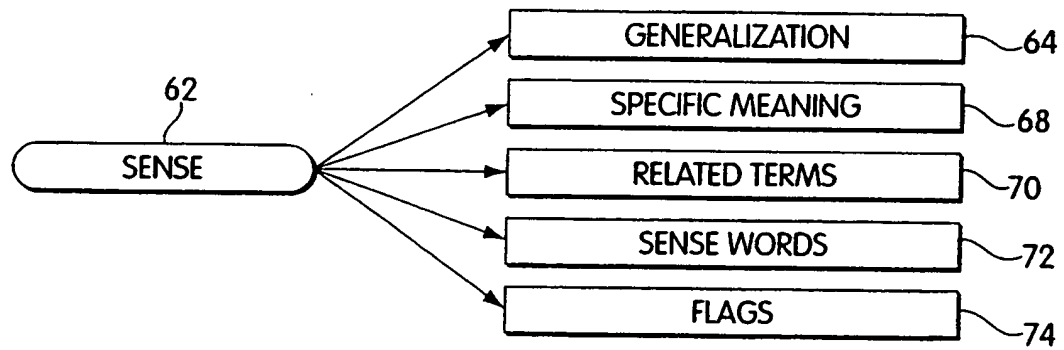 GENERALIZATION
64
62
SPECIFIC MEANING
68
SENSE
RELATED TERMS
70
SENSE WORDS
72
FLAGS
74